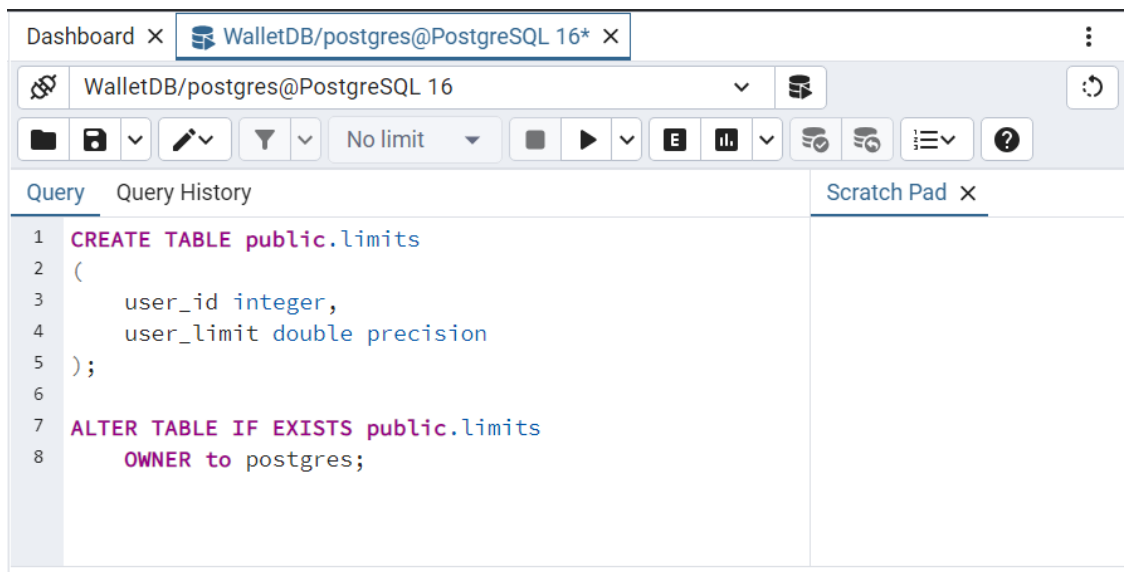 Dashboard
WalletDB/postgres@PostgreSQL 16*
WalletDB/postgres@PostgreSQL 16
No limit
E
Query
Query History
Scratch Pad
1 CREATE TABLE public.limits
2 (
3     user_id integer,
4     user_limit double precision
5 );
6
7 ALTER TABLE IF EXISTS public.limits
8     OWNER to postgres;